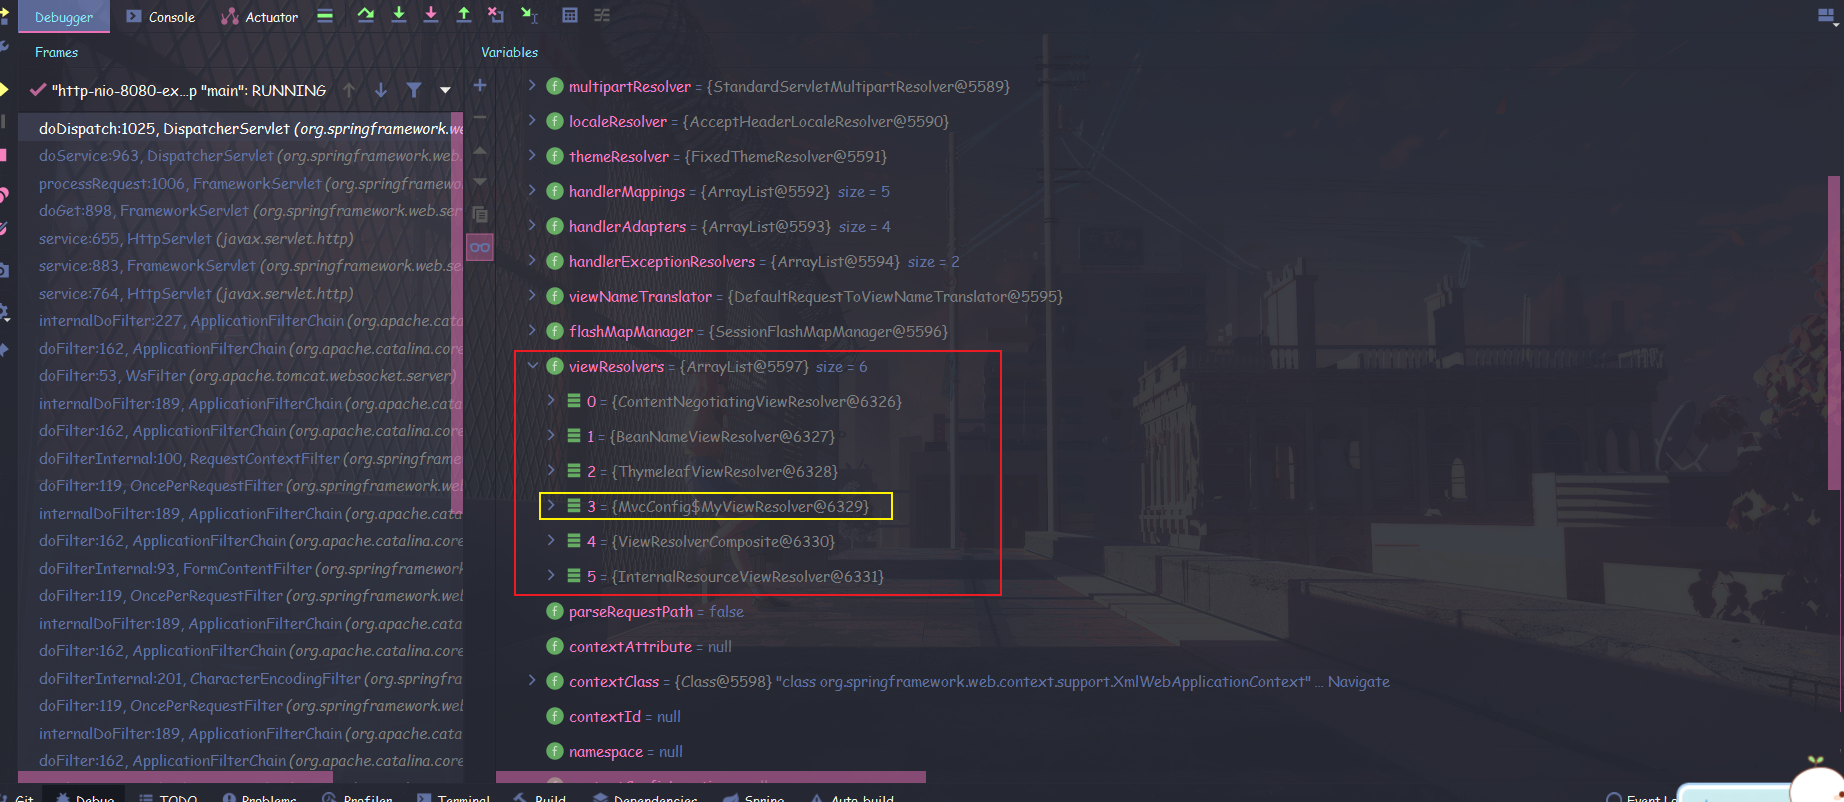 Debugger Console Actuator
Frames
Variables
"http-nio-8080-ex...p "main": RUNNING
doDispatch:1025, DispatcherServlet (org.springframework.we
doService:963, DispatcherServlet (org.springframework.web.
processRequest:1006, FrameworkServlet (org.springframewo
doGet:898, FrameworkServlet (org.springframework.web.ser
service:655, HttpServlet (javax.servlet.http)
service:883, FrameworkServlet (org.springframework.web.se
service:764, HttpServlet (javax.servlet.http)
internalDoFilter:227, ApplicationFilterChain (org.apache.cata
doFilter:162, ApplicationFilterChain (org.apache.catalina.core
doFilter:53, WsFilter (org.apache.tomcat.websocket.server)
internalDoFilter:189, ApplicationFilterChain (org.apache.cata
doFilter:162, ApplicationFilterChain (org.apache.catalina.core
doFilterInternal:100, RequestContextFilter (org.springframew
doFilter:119, OncePerRequestFilter (org.springframework.wel
internalDoFilter:189, ApplicationFilterChain (org.apache.cata
doFilter:162, ApplicationFilterChain (org.apache.catalina.core
doFilterInternal:93, FormContentFilter (org.springframework
doFilter:119, OncePerRequestFilter (org.springframework.wel
internalDoFilter:189, ApplicationFilterChain (org.apache.cata
doFilter:162, ApplicationFilterChain (org.apache.catalina.core
doFilterInternal:201, CharacterEncodingFilter (org.springfra
doFilter:119, OncePerRequestFilter (org.springframework.wel
internalDoFilter:189, ApplicationFilterChain (org.apache.cata
doFilter:162, ApplicationFilterChain (org.apache.catalina.core
multipartResolver = {StandardServletMultipartResolver@5589}
localeResolver = {AcceptHeaderLocaleResolver@5590}
themeResolver = {FixedThemeResolver@5591}
handlerMappings = {ArrayList@5592} size = 5
handlerAdapters = {ArrayList@5593} size = 4
handlerExceptionResolvers = {ArrayList@5594} size = 2
viewNameTranslator = {DefaultRequestToViewNameTranslator@5595}
flashMapManager = {SessionFlashMapManager@5596}
viewResolvers = {ArrayList@5597} size = 6
0 = {ContentNegotiatingViewResolver@6326}
1 = {BeanNameViewResolver@6327}
2 = {ThymeleafViewResolver@6328}
3 = {MvcConfig$MyViewResolver@6329}
4 = {ViewResolverComposite@6330}
5 = {InternalResourceViewResolver@6331}
parseRequestPath = false
contextAttribute = null
contextClass = {Class@5598} "class org.springframework.web.context.support.XmlWebApplicationContext" ... Navigate
contextId = null
namespace = null
Git Debug TODO Problems Profiler Terminal Build Dependencies Spring Auto-build Event Lo